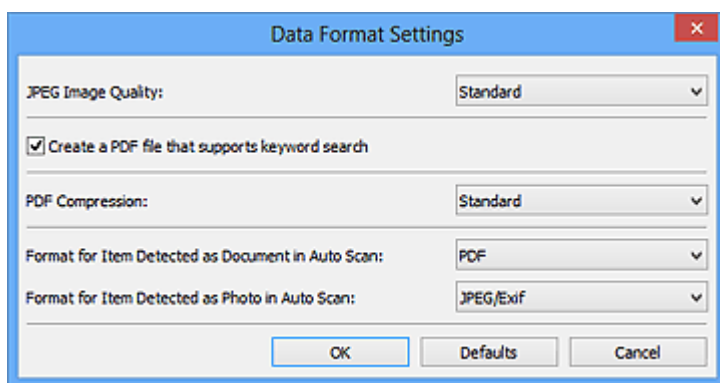 Data Format Settings
JPEG Image Quality: Standard
Create a PDF file that supports keyword search
PDF Compression: Standard
Format for Item Detected as Document in Auto Scan: PDF
Format for Item Detected as Photo in Auto Scan: JPEG/Exif
OK Defaults Cancel